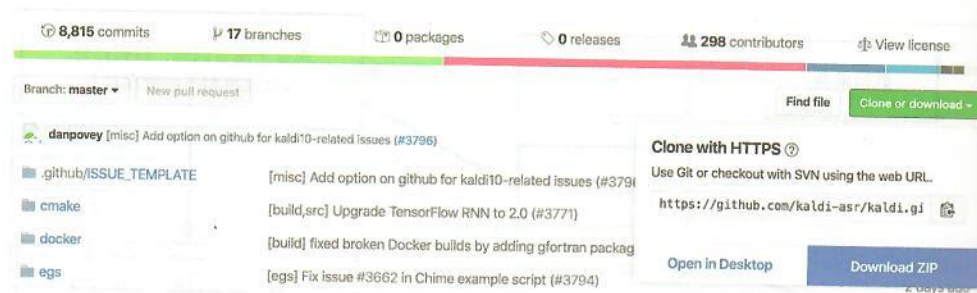 8,815 commits 17 branches 0 packages 0 releases 298 contributors View license
Branch: master New pull request Find file Clone or download
danpovey [misc] Add option on github for kaldi10-related issues (#3796)
.github/ISSUE_TEMPLATE [misc] Add option on github for kaldi10-related issues (#379
cmake [build,src] Upgrade TensorFlow RNN to 2.0 (#3771)
docker [build] fixed broken Docker builds by adding gfortran packag
egs [egs] Fix issue #3662 in Chime example script (#3794)
Clone with HTTPS
Use Git or checkout with SVN using the web URL.
https://github.com/kaldi-asr/kaldi.gi
Open in Desktop Download ZIP
2 days ago